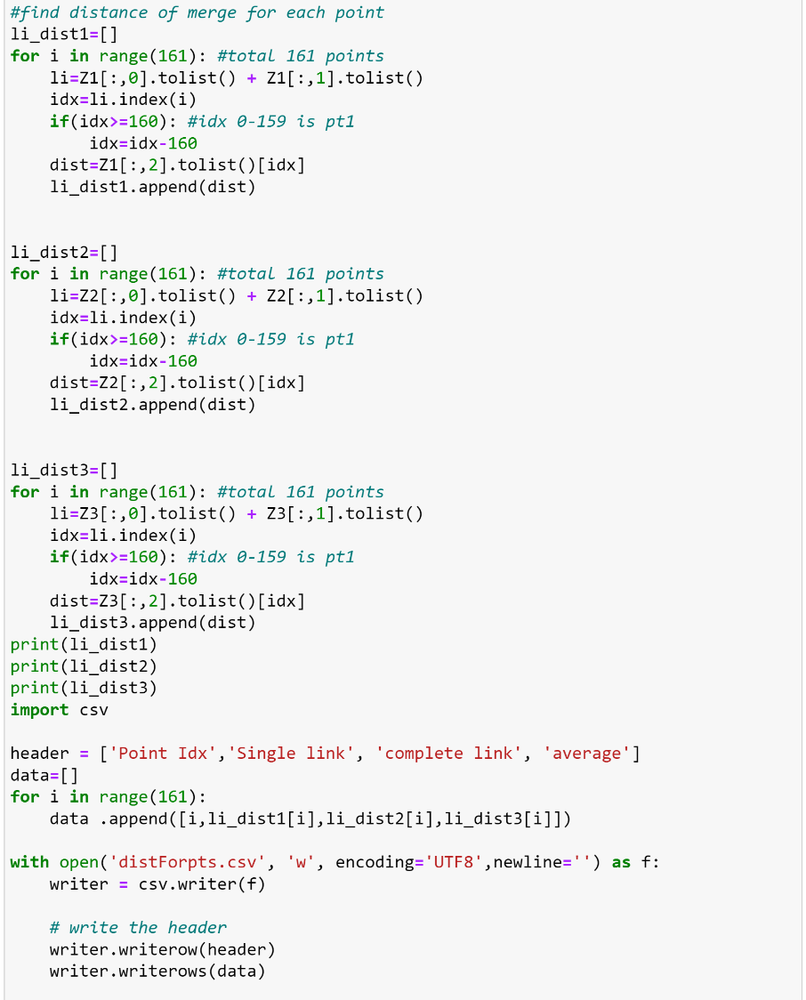 #find distance of merge for each point
li_dist1=[]
for i in range(161): #total 161 points
    li=Z1[:,0].tolist() + Z1[:,1].tolist()
    idx=li.index(i)
    if(idx>=160): #idx 0-159 is pt1
        idx=idx-160
    dist=Z1[:,2].tolist()[idx]
    li_dist1.append(dist)


li_dist2=[]
for i in range(161): #total 161 points
    li=Z2[:,0].tolist() + Z2[:,1].tolist()
    idx=li.index(i)
    if(idx>=160): #idx 0-159 is pt1
        idx=idx-160
    dist=Z2[:,2].tolist()[idx]
    li_dist2.append(dist)


li_dist3=[]
for i in range(161): #total 161 points
    li=Z3[:,0].tolist() + Z3[:,1].tolist()
    idx=li.index(i)
    if(idx>=160): #idx 0-159 is pt1
        idx=idx-160
    dist=Z3[:,2].tolist()[idx]
    li_dist3.append(dist)
print(li_dist1)
print(li_dist2)
print(li_dist3)
import csv

header = ['Point Idx','Single link', 'complete link', 'average']
data=[]
for i in range(161):
    data .append([i,li_dist1[i],li_dist2[i],li_dist3[i]])

with open('distForpts.csv', 'w', encoding='UTF8',newline='') as f:
    writer = csv.writer(f)

    # write the header
    writer.writerow(header)
    writer.writerows(data)